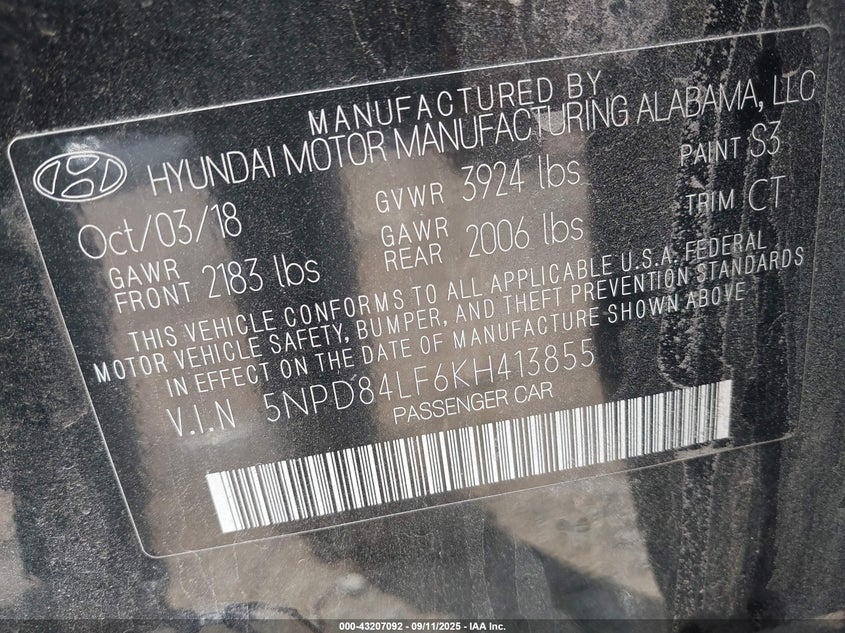 MANUFACTURED BY
HYUNDAI MOTOR MANUFACTURING ALABAMA, LLC
Oct/03/18 GVWR 3924 lbs PAINT S3
GAWR FRONT 2183 lbs GAWR REAR 2006 lbs TRIM CT
THIS VEHICLE CONFORMS TO ALL APPLICABLE U.S.A. FEDERAL
MOTOR VEHICLE SAFETY, BUMPER, AND THEFT PREVENTION STANDARDS
IN EFFECT ON THE DATE OF MANUFACTURE SHOWN ABOVE
V.I.N 5NPD84LF6KH413855
PASSENGER CAR
000-43207092 - 09/11/2025 - IAA Inc.